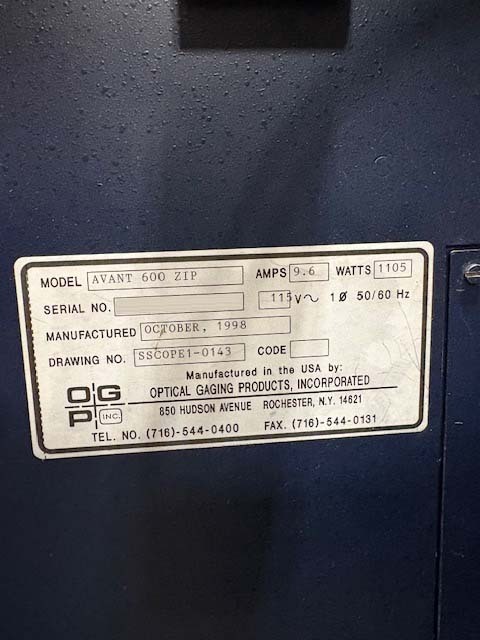 MODEL AVANT 600 ZIP AMPS 9.6 WATTS 1105
SERIAL NO. 115V~ 1Ø 50/60 Hz
MANUFACTURED OCTOBER, 1998
DRAWING NO. SSCOPE1-0143 CODE
Manufactured in the USA by:
OGP INC. OPTICAL GAGING PRODUCTS, INCORPORATED
850 HUDSON AVENUE ROCHESTER, N.Y. 14621
TEL. NO. (716)-544-0400 FAX. (716)-544-0131